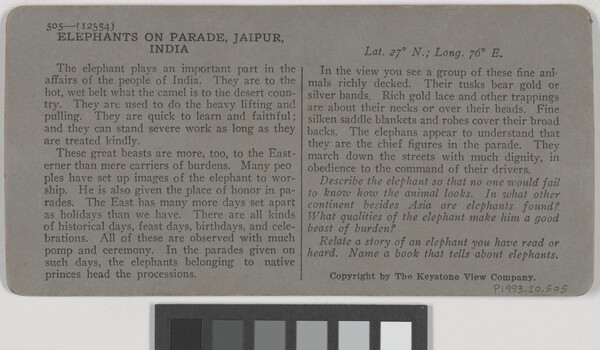 505—(12554)
ELEPHANTS ON PARADE, JAIPUR,
INDIA
The elephant plays an important part in the
affairs of the people of India. They are to the
hot, wet belt what the camel is to the desert coun-
try. They are used to do the heavy lifting and
pulling. They are quick to learn and faithful;
and they can stand severe work as long as they
are treated kindly.
These great beasts are more, too, to the East-
erner than mere carriers of burdens. Many peo
ples have set up images of the elephant to wor-
ship. He is also given the place of honor in pa-
rades. The East has many more days set apart
as holidays than we have. There are all kinds
of historical days, feast days, birthdays, and cele-
brations. All of these are observed with much
pomp and ceremony. In the parades given on
such days, the elephants belonging to native
princes head the processions.
Lat. 27° N.; Long. 76° E.
In the view you see a group of these fine ani-
mals richly decked. Their tusks bear gold or
silver bands. Rich gold lace and other trappings
are about their necks or over their heads. Fine
silken saddle blankets and robes cover their broad
backs. The elephans appear to understand that
they are the chief figures in the parade. They
march down the streets with much dignity, in
obedience to the command of their drivers.
Describe the elephant so that no one would fail
to know how the animal looks. In what other
continent besides Asia are elephants found?
What qualities of the elephant make him a good
beast of burden?
Relate a story of an elephant you have read or
heard. Name a book that tells about elephants.
Copyright by The Keystone View Company.
P1993.20.505